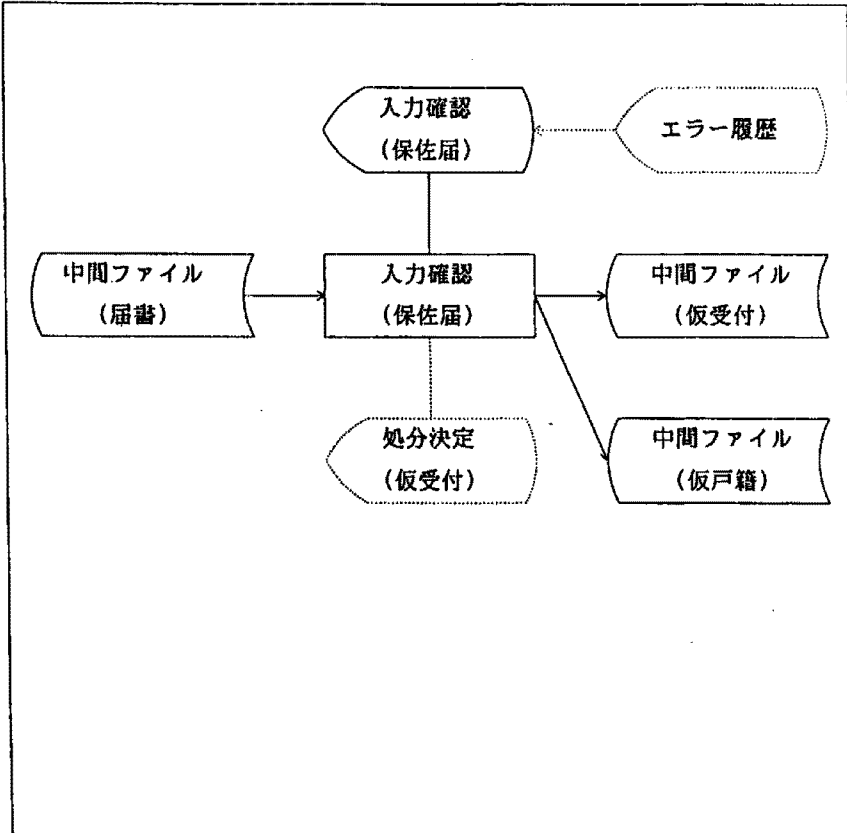 入力確認
(保佐届)
エラー履歴
中間ファイル
(届書)
入力確認
(保佐届)
中間ファイル
(仮受付)
処分決定
(仮受付)
中間ファイル
(仮戸籍)